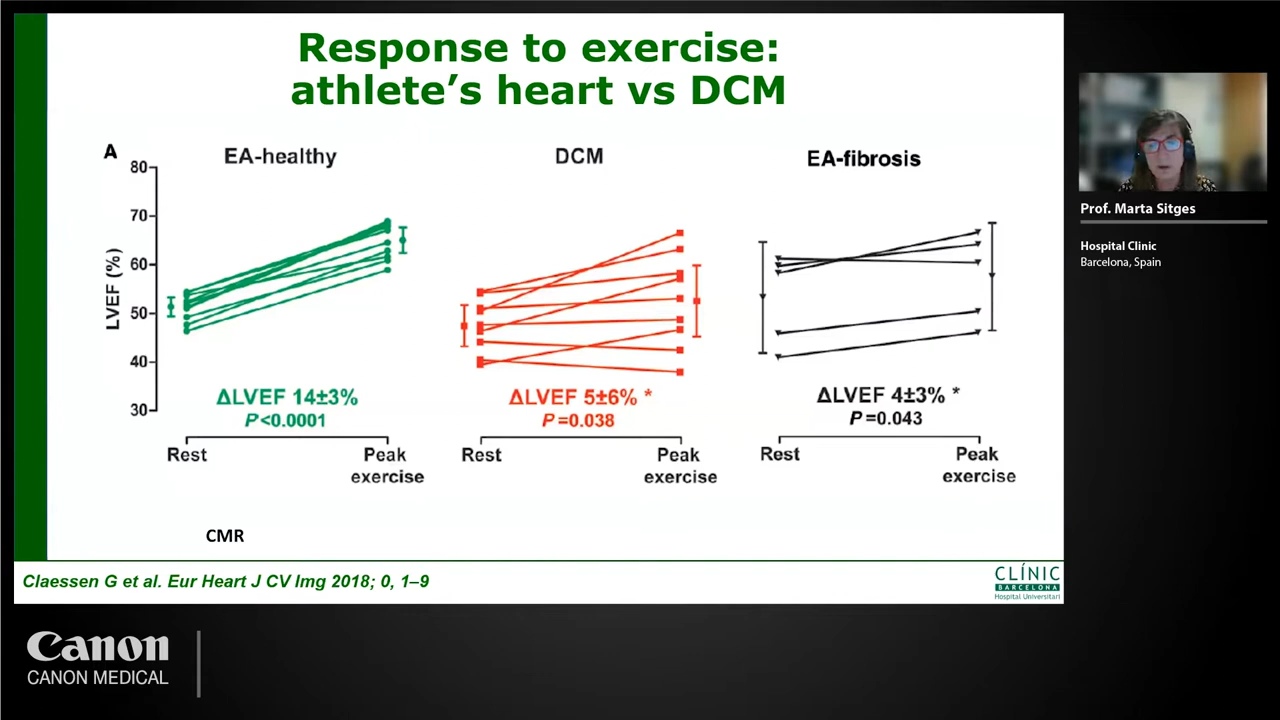 Response to exercise:
athlete's heart vs DCM
A
EA-healthy
DCM
EA-fibrosis
LVEF (%)
80
70
60
50
40
30
ΔLVEF 14±3%
P<0.0001
ΔLVEF 5±6% *
P=0.038
ΔLVEF 4±3% *
P=0.043
Rest
Peak
exercise
Rest
Peak
exercise
Rest
Peak
exercise
CMR
Claessen G et al. Eur Heart J CV Img 2018; 0, 1–9
CLÍNIC
BARCELONA
Hospital Universitari
Prof. Marta Sitges
Hospital Clinic
Barcelona, Spain
Canon
CANON MEDICAL